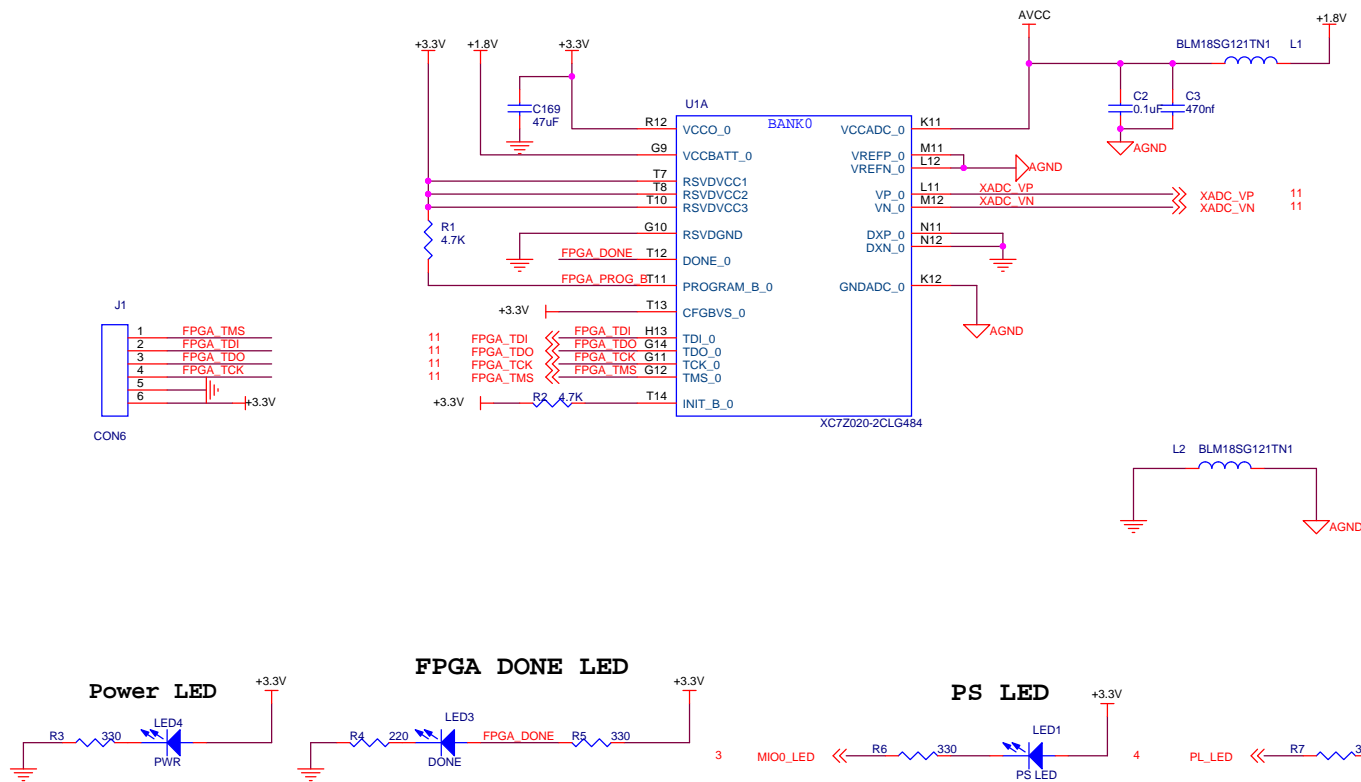 AVCC
+1.8V
+3.3V +1.8V +3.3V
BLM18SG121TN1 L1
C169
47uF
C2
0.1uF
C3
470nf
AGND
U1A
BANK0
R12 VCCO_0
G9 VCCBATT_0
T7 RSVDVCC1
T8 RSVDVCC2
T10 RSVDVCC3
G10 RSVDGND
FPGA_DONE T12 DONE_0
FPGA_PROG_B T11 PROGRAM_B_0
+3.3V T13 CFGBVS_0
11 FPGA_TDI FPGA_TDI H13 TDI_0
11 FPGA_TDO FPGA_TDO G14 TDO_0
11 FPGA_TCK FPGA_TCK G11 TCK_0
11 FPGA_TMS FPGA_TMS G12 TMS_0
+3.3V R2 4.7K T14 INIT_B_0
R1
4.7K
VCCADC_0 K11
VREFP_0 M11
VREFN_0 L12
AGND
VP_0 L11 XADC_VP XADC_VP 11
VN_0 M12 XADC_VN XADC_VN 11
DXP_0 N11
DXN_0 N12
GNDADC_0 K12
AGND
XC7Z020-2CLG484
J1
1 FPGA_TMS
2 FPGA_TDI
3 FPGA_TDO
4 FPGA_TCK
5
6 +3.3V
CON6
L2 BLM18SG121TN1
AGND
Power LED
+3.3V
R3 330
LED4
PWR
FPGA DONE LED
+3.3V
R4 220
LED3
DONE
FPGA_DONE
R5 330
PS LED
+3.3V
3 MIO0_LED
R6 330
LED1
PS LED
4 PL_LED
R7